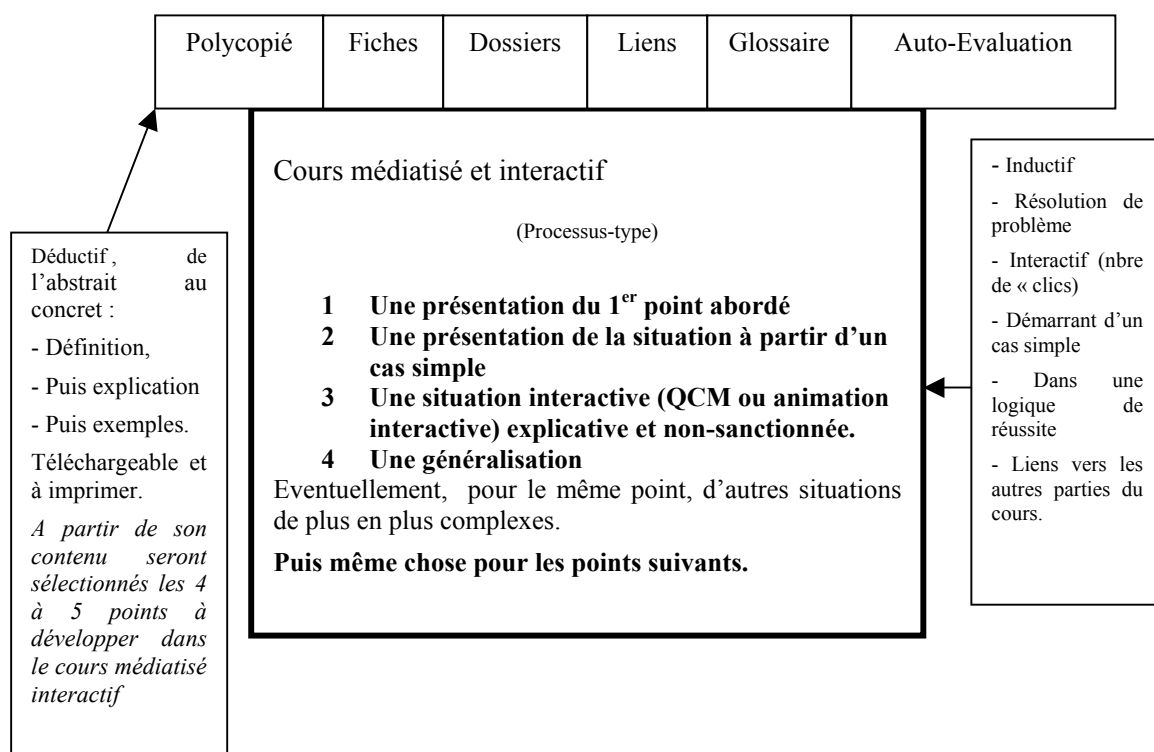 Polycopié Fiches Dossiers Liens Glossaire Auto-Evaluation
Cours médiatisé et interactif
(Processus-type)
1 Une présentation du 1er point abordé
2 Une présentation de la situation à partir d’un
cas simple
3 Une situation interactive (QCM ou animation
interactive) explicative et non-sanctionnée.
4 Une généralisation
Eventuellement, pour le même point, d’autres situations
de plus en plus complexes.
Puis même chose pour les points suivants.
Déductif , de
l’abstrait au
concret :
- Définition,
- Puis explication
- Puis exemples.
Téléchargeable et
à imprimer.
A partir de son
contenu seront
sélectionnés les 4
à 5 points à
développer dans
le cours médiatisé
interactif
- Inductif
- Résolution de
problème
- Interactif (nbre
de « clics)
- Démarrant d’un
cas simple
- Dans une
logique de
réussite
- Liens vers les
autres parties du
cours.